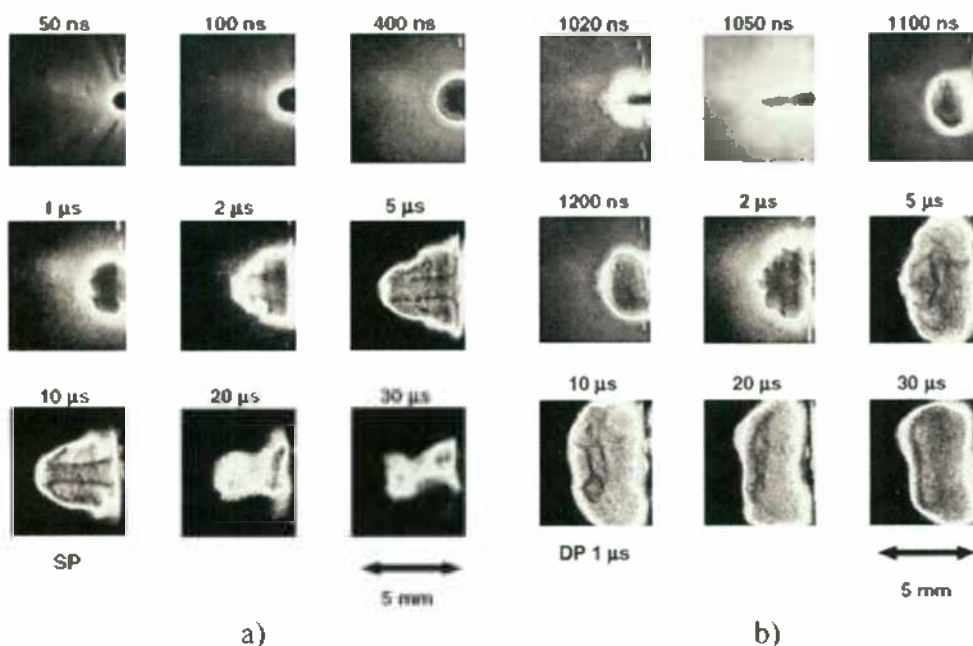 50 ns 100 ns 400 ns
1 µs 2 µs 5 µs
10 µs 20 µs 30 µs
SP
5 mm
a)
1020 ns 1050 ns 1100 ns
1200 ns 2 µs 5 µs
10 µs 20 µs 30 µs
DP 1 µs
5 mm
b)